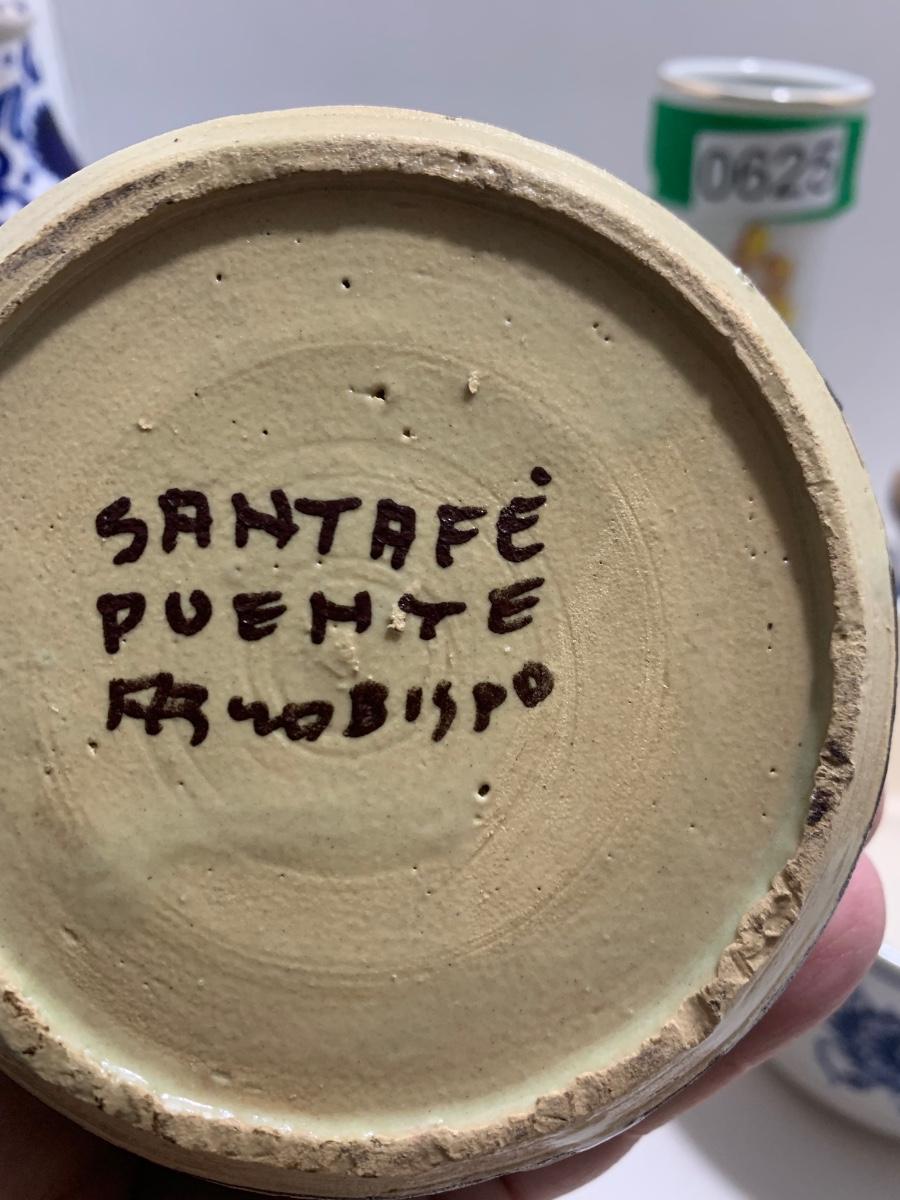 SANTAFÉ
PUENTE
ARZOBISPO
0625